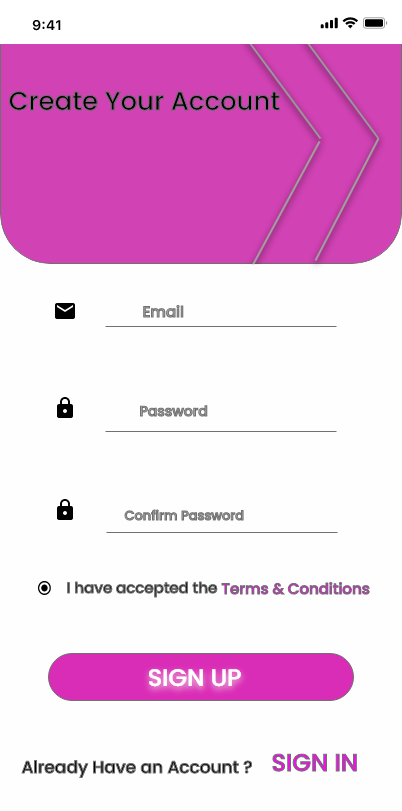 9:41
Create Your Account
Email
Password
Confirm Password
I have accepted the Terms & Conditions
SIGN UP
Already Have an Account ? SIGN IN